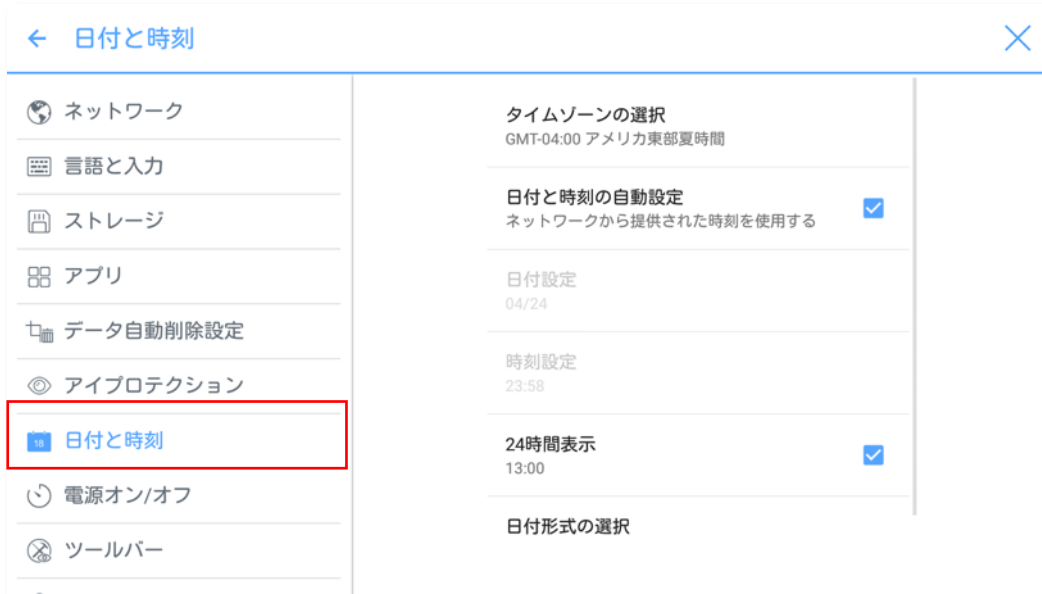 日付と時刻
ネットワーク
言語と入力
ストレージ
アプリ
データ自動削除設定
アイプロテクション
18 日付と時刻
電源オン/オフ
ツールバー
タイムゾーンの選択
GMT-04:00 アメリカ東部夏時間
日付と時刻の自動設定
ネットワークから提供された時刻を使用する
日付設定
04/24
時刻設定
23:58
24時間表示
13:00
日付形式の選択